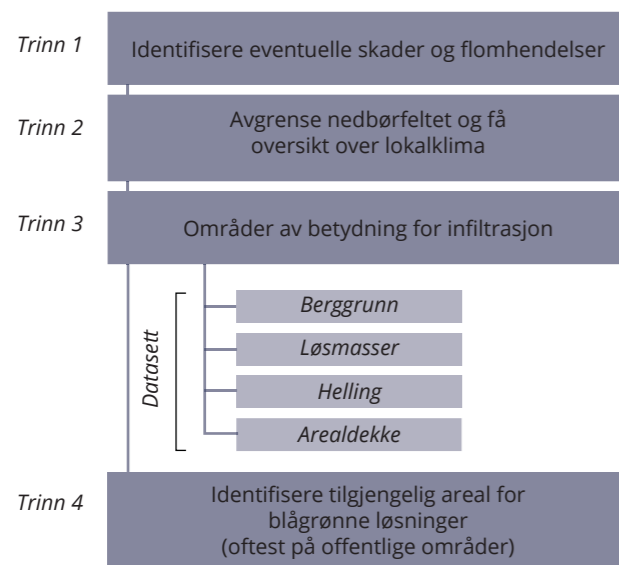 Trinn 1
Identifisere eventuelle skader og flomhendelser
Trinn 2
Avgrense nedbørfeltet og få
oversikt over lokalklima
Trinn 3
Områder av betydning for infiltrasjon
Datasett
Berggrunn
Løsmasser
Helling
Arealdekke
Trinn 4
Identifisere tilgjengelig areal for
blågrønne løsninger
(oftest på offentlige områder)